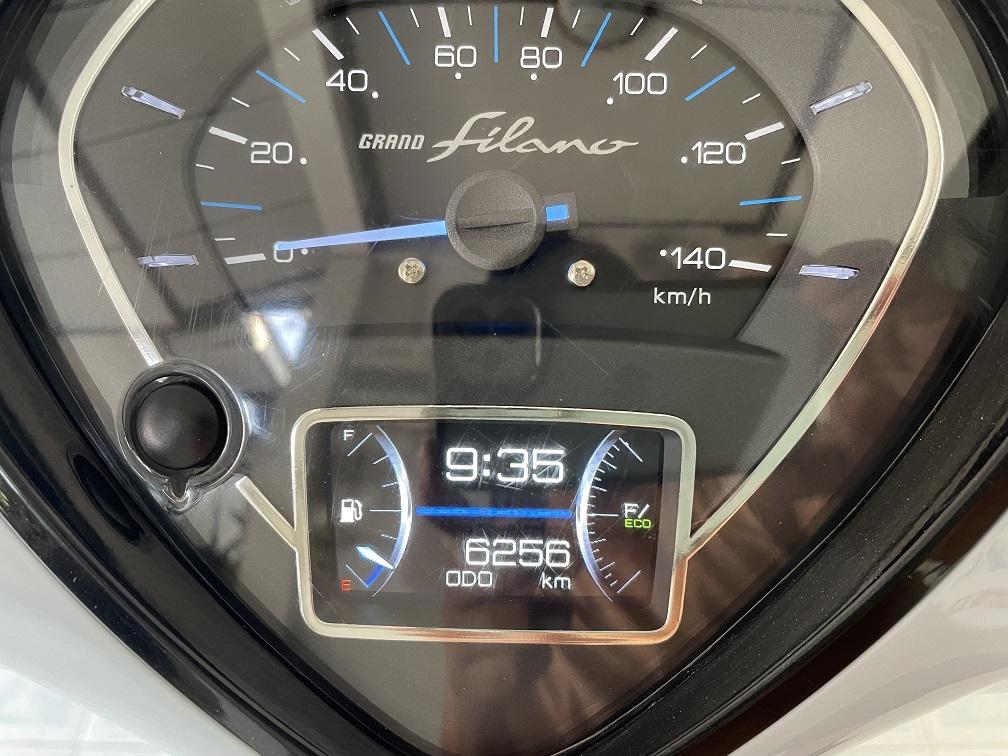 60 80
40 100
GRAND Filano
20 120
0 140
km/h
F
9:35
F/
ECO
6256
ODO km
E